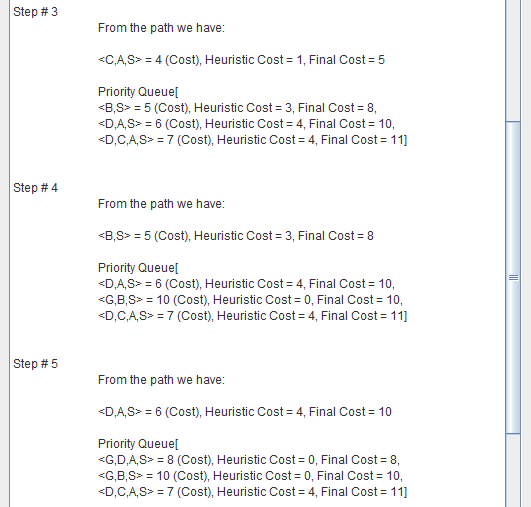 Step # 3
From the path we have:
<C,A,S> = 4 (Cost), Heuristic Cost = 1, Final Cost = 5
Priority Queue[
<B,S> = 5 (Cost), Heuristic Cost = 3, Final Cost = 8,
<D,A,S> = 6 (Cost), Heuristic Cost = 4, Final Cost = 10,
<D,C,A,S> = 7 (Cost), Heuristic Cost = 4, Final Cost = 11]
Step # 4
From the path we have:
<B,S> = 5 (Cost), Heuristic Cost = 3, Final Cost = 8
Priority Queue[
<D,A,S> = 6 (Cost), Heuristic Cost = 4, Final Cost = 10,
<G,B,S> = 10 (Cost), Heuristic Cost = 0, Final Cost = 10,
<D,C,A,S> = 7 (Cost), Heuristic Cost = 4, Final Cost = 11]
Step # 5
From the path we have:
<D,A,S> = 6 (Cost), Heuristic Cost = 4, Final Cost = 10
Priority Queue[
<G,D,A,S> = 8 (Cost), Heuristic Cost = 0, Final Cost = 8,
<G,B,S> = 10 (Cost), Heuristic Cost = 0, Final Cost = 10,
<D,C,A,S> = 7 (Cost), Heuristic Cost = 4, Final Cost = 11]